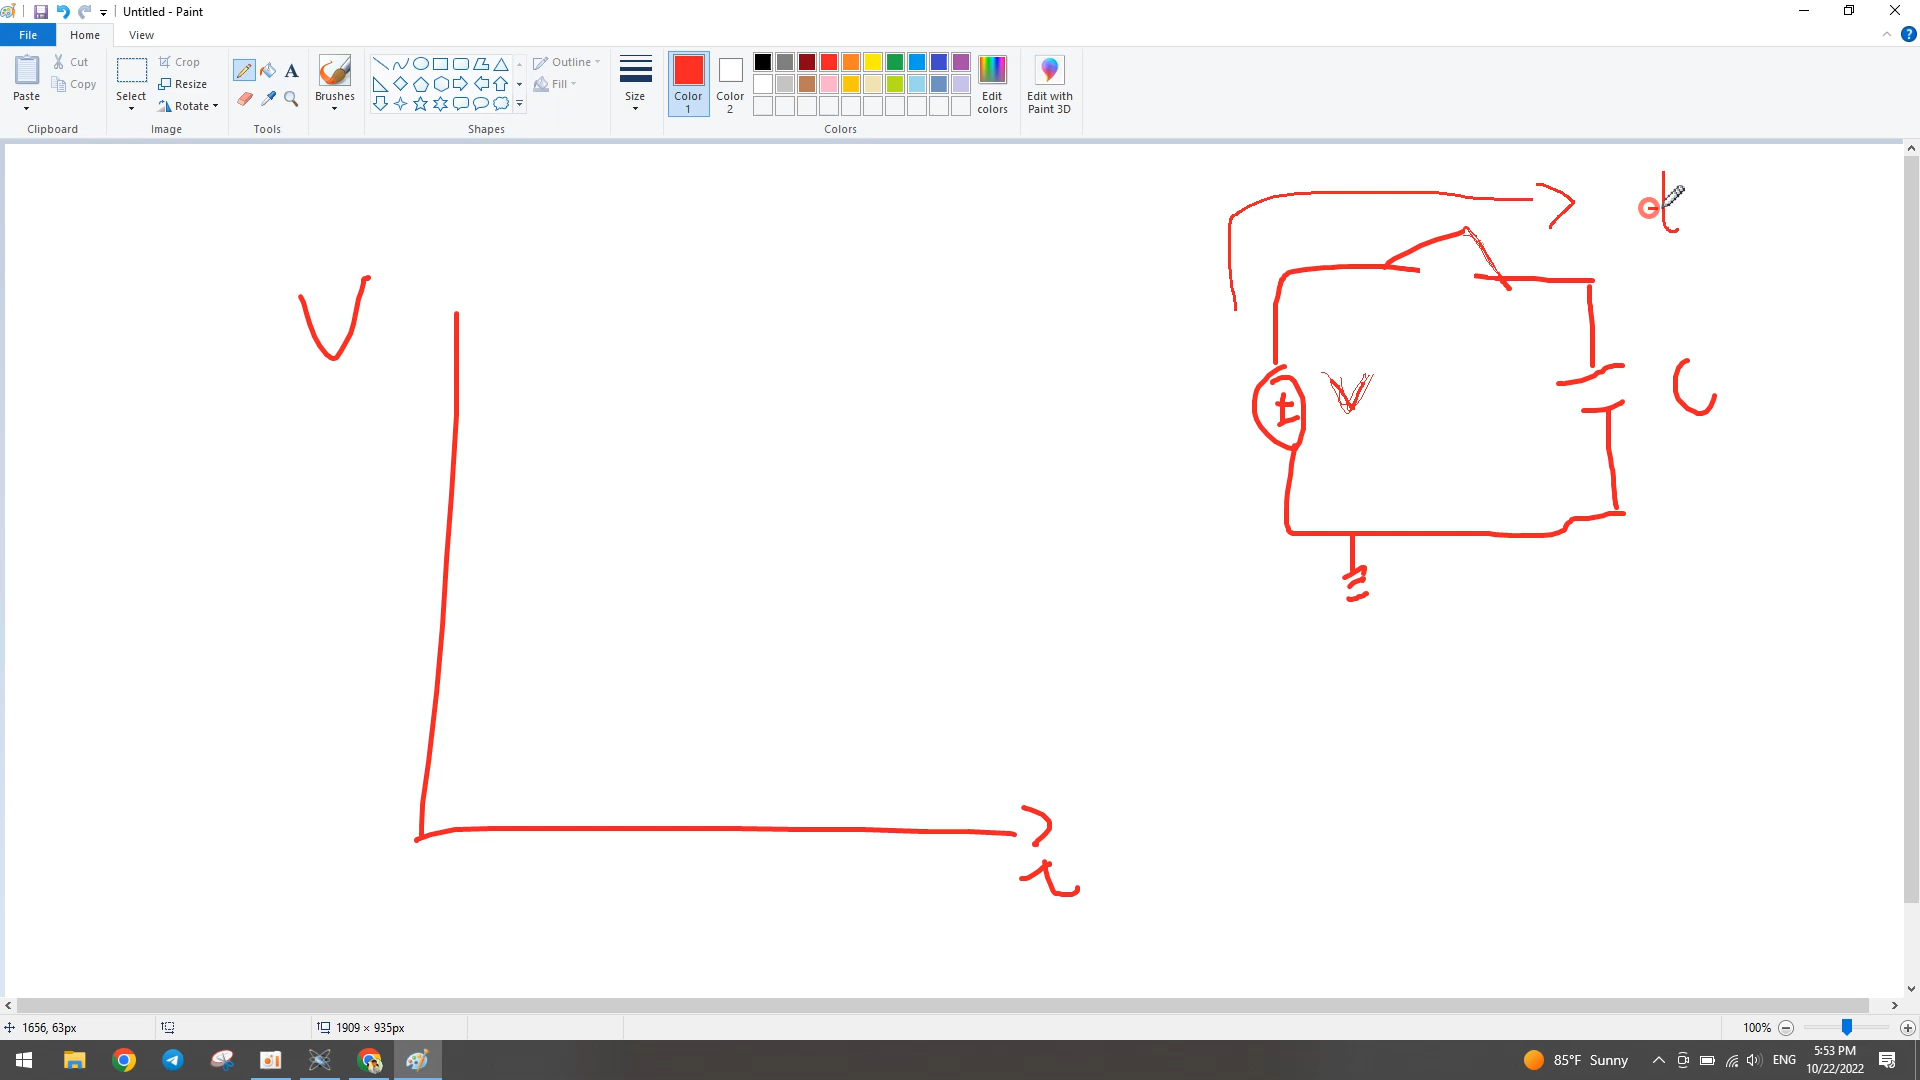 Untitled - Paint
File Home View
Paste Cut Copy Clipboard
Select Crop Resize Rotate Image
Tools
Brushes
Outline Fill Shapes
Size
Color 1 Color 2 Edit colors Colors
Edit with Paint 3D
t
V
V
C
t
1656, 63px 1909 × 935px 100%
85°F Sunny ENG 5:53 PM 10/22/2022